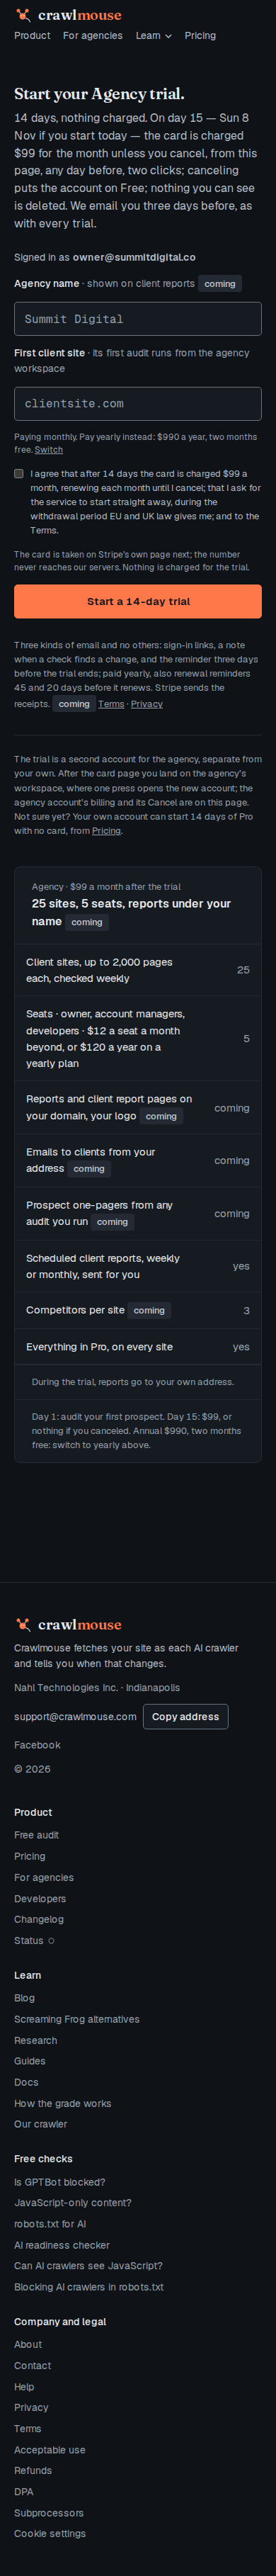 crawlmouse
Product For agencies Learn Pricing
Start your Agency trial.
14 days, nothing charged. On day 15 — Sun 8
Nov if you start today — the card is charged
$99 for the month unless you cancel, from this
page, any day before, two clicks; canceling
puts the account on Free; nothing you can see
is deleted. We email you three days before, as
with every trial.
Signed in as owner@summitdigital.co
Agency name · shown on client reports coming
Summit Digital
First client site · its first audit runs from the agency
workspace
clientsite.com
Paying monthly. Pay yearly instead: $990 a year, two months
free. Switch
I agree that after 14 days the card is charged $99 a
month, renewing each month until I cancel; that I ask for
the service to start straight away, during the
withdrawal period EU and UK law gives me; and to the
Terms.
The card is taken on Stripe's own page next; the number
never reaches our servers. Nothing is charged for the trial.
Start a 14-day trial
Three kinds of email and no others: sign-in links, a note
when a check finds a change, and the reminder three days
before the trial ends; paid yearly, also renewal reminders
45 and 20 days before it renews. Stripe sends the
receipts. coming Terms · Privacy
The trial is a second account for the agency, separate from
your own. After the card page you land on the agency's
workspace, where one press opens the new account; the
agency account's billing and its Cancel are on this page.
Not sure yet? Your own account can start 14 days of Pro
with no card, from Pricing.
Agency · $99 a month after the trial
25 sites, 5 seats, reports under your
name coming
Client sites, up to 2,000 pages
each, checked weekly 25
Seats · owner, account managers,
developers · $12 a seat a month
beyond, or $120 a year on a
yearly plan 5
Reports and client report pages on
your domain, your logo coming coming
Emails to clients from your
address coming coming
Prospect one-pagers from any
audit you run coming coming
Scheduled client reports, weekly
or monthly, sent for you yes
Competitors per site coming 3
Everything in Pro, on every site yes
During the trial, reports go to your own address.
Day 1: audit your first prospect. Day 15: $99, or
nothing if you canceled. Annual $990, two months
free: switch to yearly above.
crawlmouse
Crawlmouse fetches your site as each AI crawler
and tells you when that changes.
Nahl Technologies Inc. · Indianapolis
support@crawlmouse.com Copy address
Facebook
© 2026
Product
Free audit
Pricing
For agencies
Developers
Changelog
Status
Learn
Blog
Screaming Frog alternatives
Research
Guides
Docs
How the grade works
Our crawler
Free checks
Is GPTBot blocked?
JavaScript-only content?
robots.txt for AI
AI readiness checker
Can AI crawlers see JavaScript?
Blocking AI crawlers in robots.txt
Company and legal
About
Contact
Help
Privacy
Terms
Acceptable use
Refunds
DPA
Subprocessors
Cookie settings